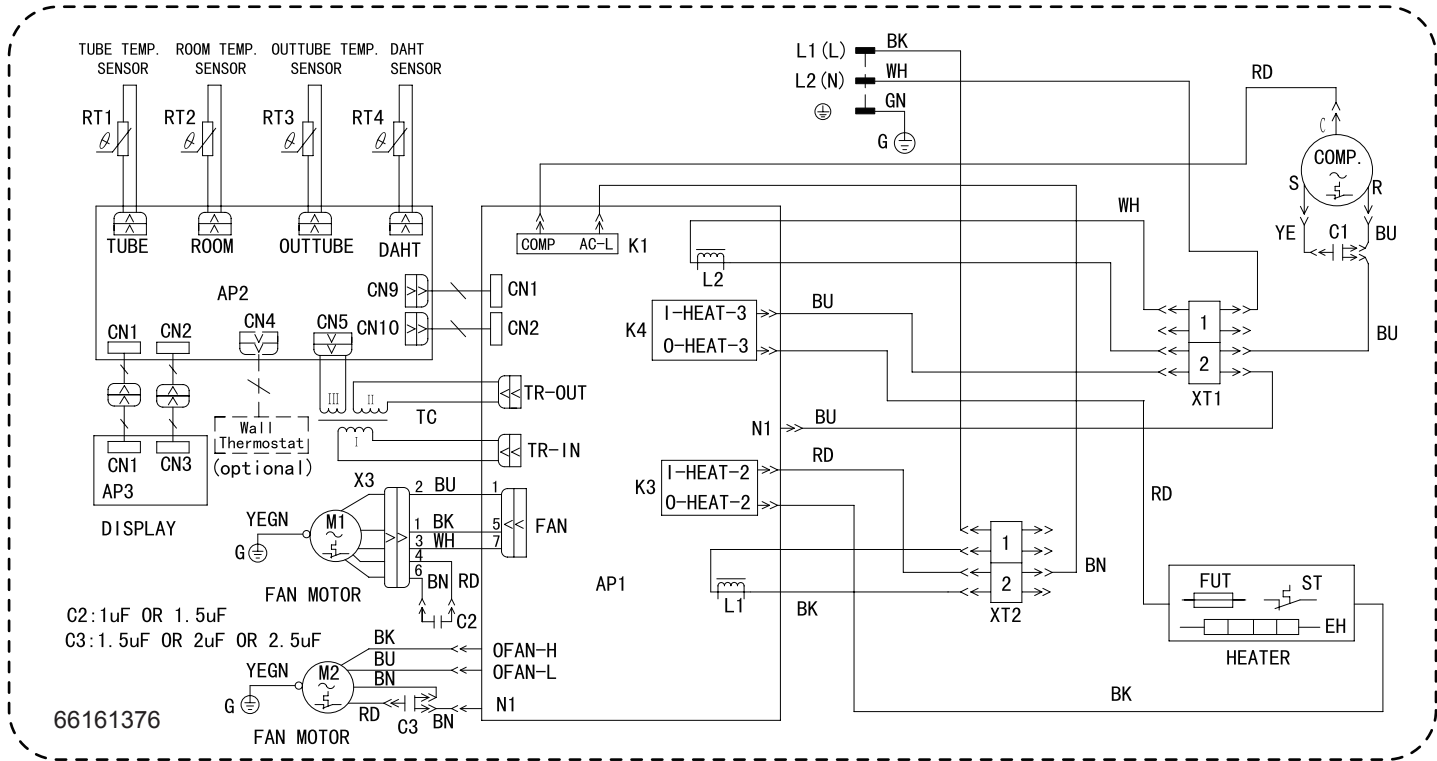 TUBE TEMP. SENSOR
ROOM TEMP. SENSOR
OUTTUBE TEMP. SENSOR
DAHT SENSOR
RT1
RT2
RT3
RT4
θ
θ
θ
θ
TUBE
ROOM
OUTTUBE
DAHT
AP2
CN9
CN10
CN1
CN2
CN1
CN2
CN4
CN5
III
II
I
TC
TR-OUT
TR-IN
Wall
Thermostat
(optional)
CN1
CN3
AP3
DISPLAY
X3
2 BU 1
1 BK 5
3 WH 7
4
6
BN
RD
FAN
C2
YEGN
G
M1
FAN MOTOR
C2:1uF OR 1.5uF
C3:1.5uF OR 2uF OR 2.5uF
BK
BU
BN
OFAN-H
OFAN-L
N1
YEGN
G
M2
RD
C3
BN
FAN MOTOR
66161376
L1(L)
BK
L2(N)
WH
GN
G
COMP
AC-L
K1
L2
WH
K4
I-HEAT-3
O-HEAT-3
BU
N1
BU
K3
I-HEAT-2
O-HEAT-2
RD
AP1
L1
BK
1
2
XT2
BN
1
2
XT1
RD
C
COMP.
S
R
YE
C1
BU
BU
RD
FUT
ST
EH
HEATER
BK